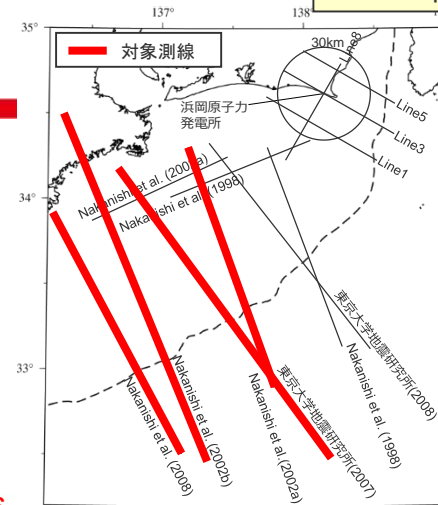 137°
138°
35°
対象測線
30km
Line8
浜岡原子力
発電所
Line5
Line3
Line1
34°
Nakanishi et al. (2002a)
Nakanishi et al. (1998)
33°
東京大学地震研究所(2008)
Nakanishi et al. (1998)
Nakanishi et al. (2008)
Nakanishi et al. (2002b)
Nakanishi et al.(2002a)
東京大学地震研究所(2007)